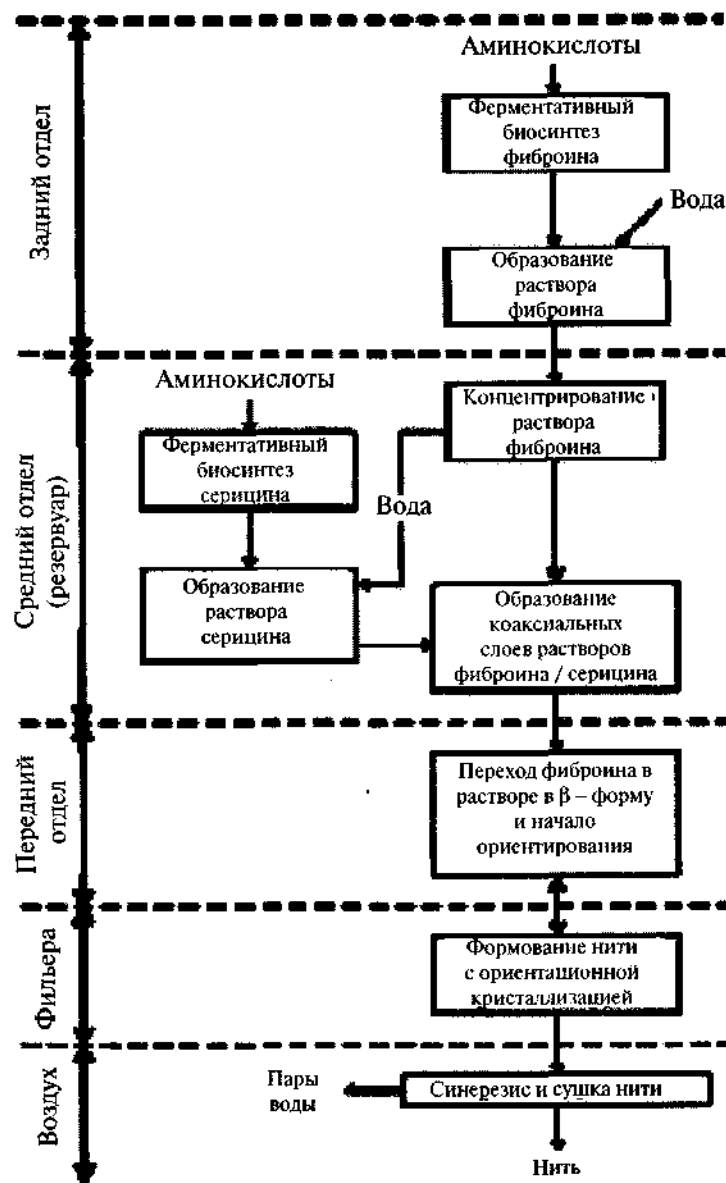 Аминокислоты
Ферментативный
биосинтез
фиброина
Вода
Образование
раствора
фиброина
Задний отдел
Аминокислоты
Ферментативный
биосинтез
серицина
Концентрирование
раствора
фиброина
Вода
Образование
раствора
серицина
Образование
коаксиальных
слоев растворов
фиброина / серицина
Средний отдел
(резервуар)
Переход фиброина в
растворе в β – форму
и начало
ориентирования
Передний
отдел
Формование нити
с ориентационной
кристаллизацией
Фильера
Пары
воды
Синерезис и сушка нити
Нить
Воздух